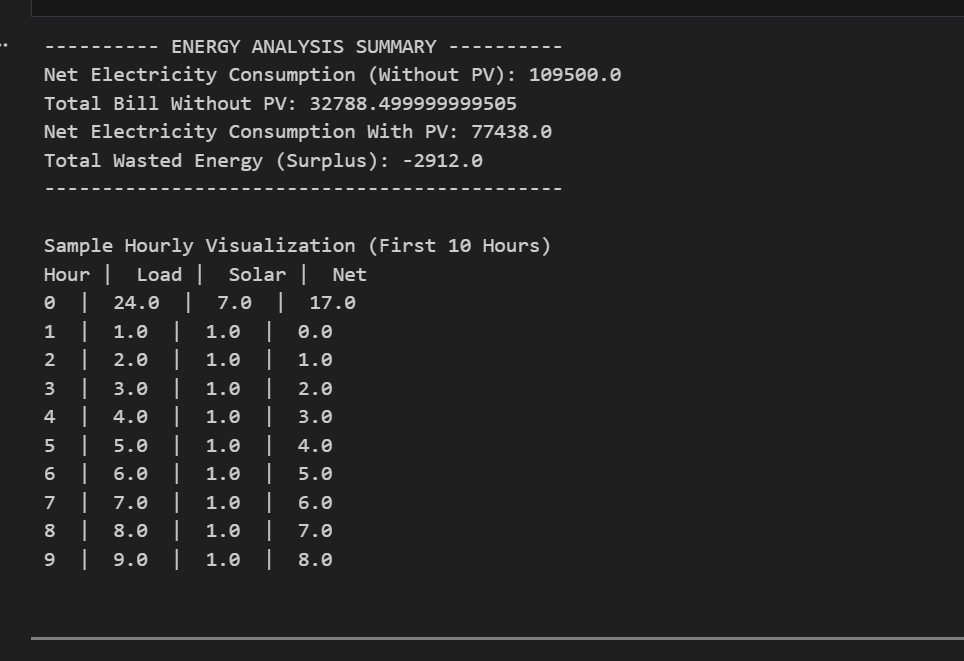 ---------- ENERGY ANALYSIS SUMMARY ----------
Net Electricity Consumption (Without PV): 109500.0
Total Bill Without PV: 32788.499999999505
Net Electricity Consumption With PV: 77438.0
Total Wasted Energy (Surplus): -2912.0
---------------------------------------------
Sample Hourly Visualization (First 10 Hours)
Hour |  Load |  Solar |  Net
0  |  24.0  |  7.0  |  17.0
1  |  1.0  |  1.0  |  0.0
2  |  2.0  |  1.0  |  1.0
3  |  3.0  |  1.0  |  2.0
4  |  4.0  |  1.0  |  3.0
5  |  5.0  |  1.0  |  4.0
6  |  6.0  |  1.0  |  5.0
7  |  7.0  |  1.0  |  6.0
8  |  8.0  |  1.0  |  7.0
9  |  9.0  |  1.0  |  8.0